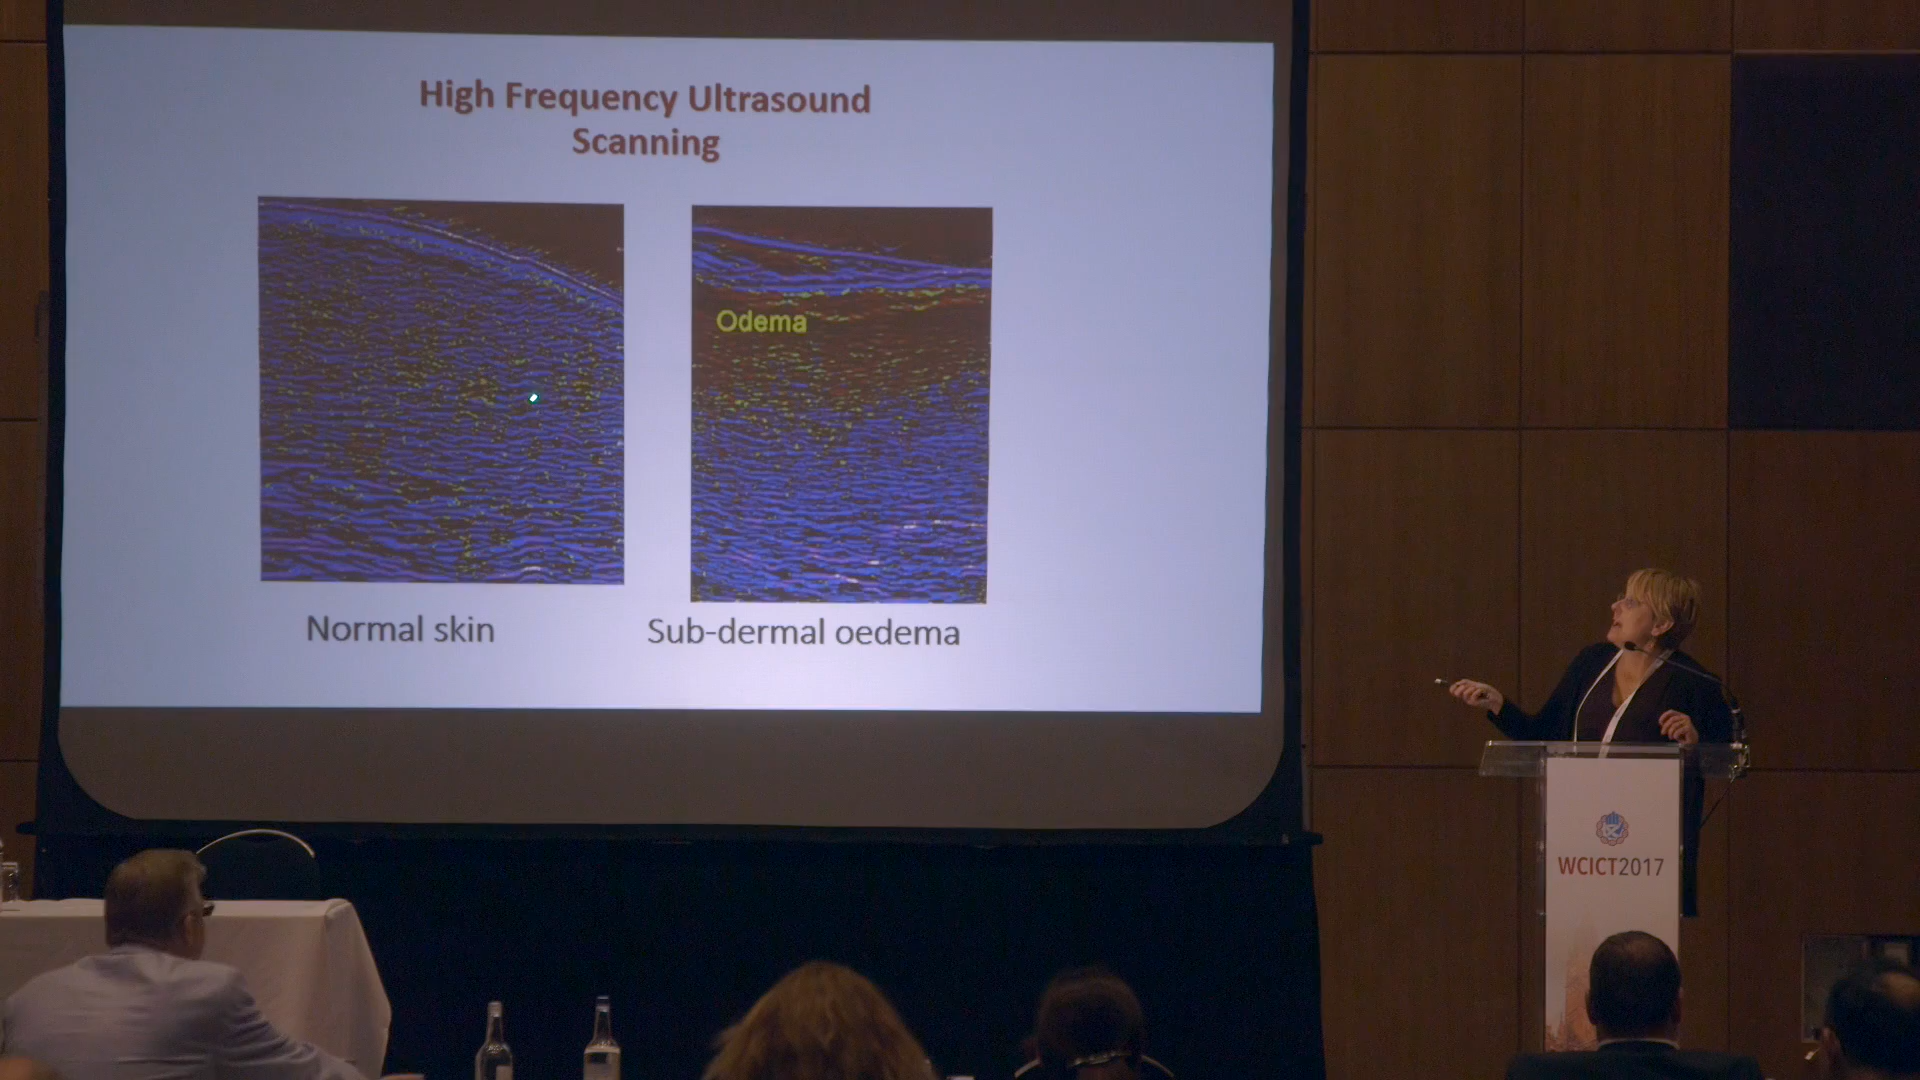 High Frequency Ultrasound
Scanning
Odema
Normal skin
Sub-dermal oedema
WCICT2017